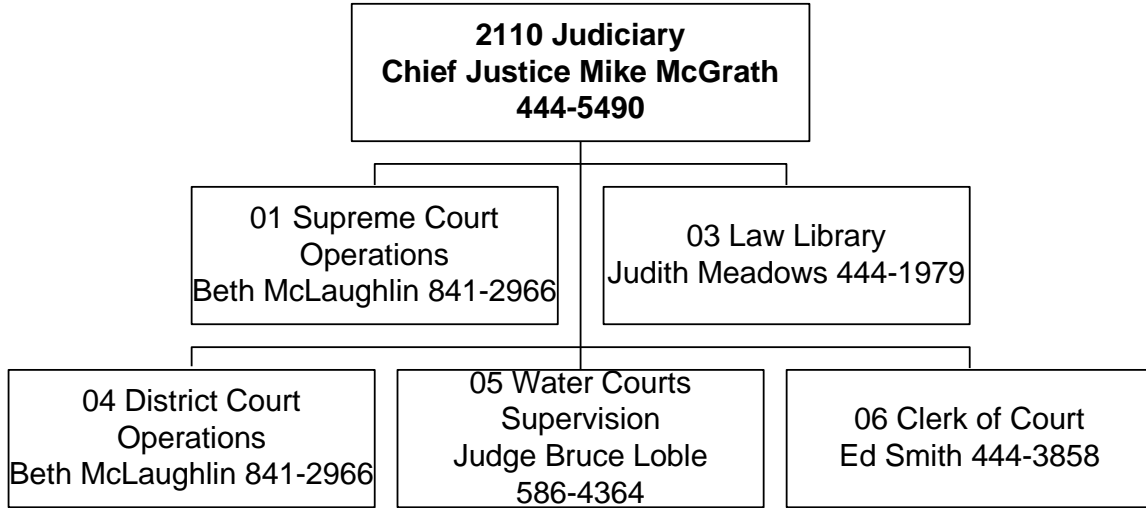 2110 Judiciary
Chief Justice Mike McGrath
444-5490
01 Supreme Court
Operations
Beth McLaughlin 841-2966
03 Law Library
Judith Meadows 444-1979
04 District Court
Operations
Beth McLaughlin 841-2966
05 Water Courts
Supervision
Judge Bruce Loble
586-4364
06 Clerk of Court
Ed Smith 444-3858